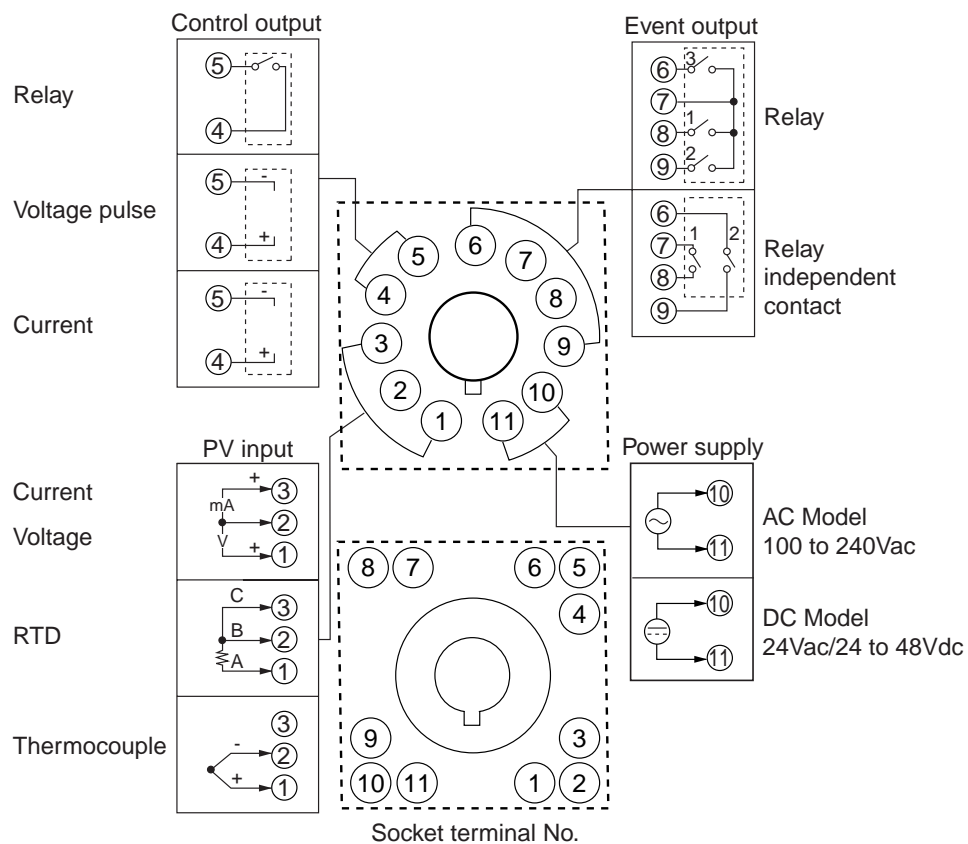 Control output
Relay
5
4
Voltage pulse
5 -
4 +
Current
5 -
4 +
Event output
6 3
7
8 1
9 2
Relay
6
7 1 2
8
9
Relay
independent
contact
6
5
7
4
8
3
9
2
10
1
11
PV input
Current
Voltage
+ 3
mA
2
V + 1
RTD
C 3
B 2
A 1
Thermocouple
3
- 2
+ 1
Power supply
10
11
AC Model
100 to 240Vac
10
11
DC Model
24Vac/24 to 48Vdc
8 7 6 5
4
9 3
10 11 1 2
Socket terminal No.